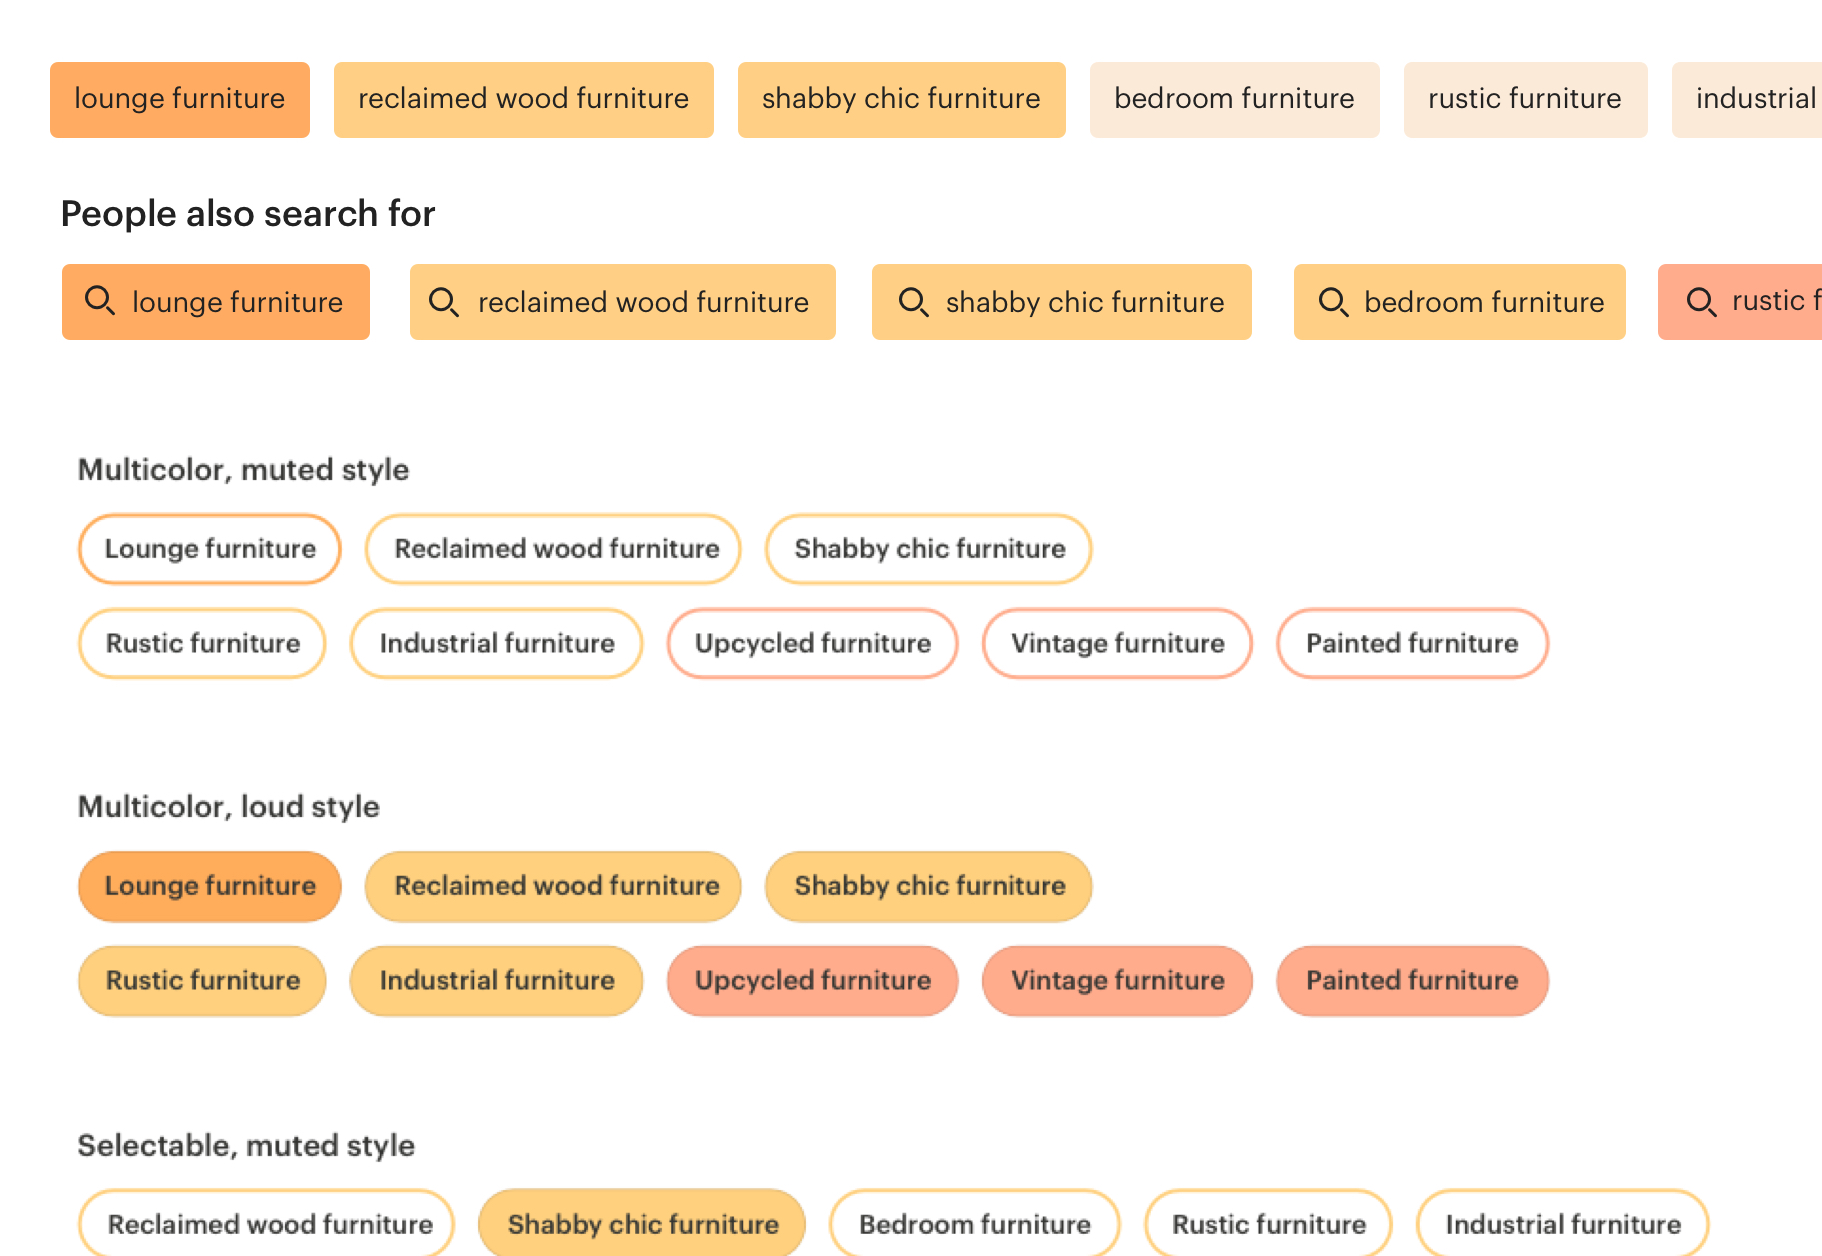 lounge furniture reclaimed wood furniture shabby chic furniture bedroom furniture rustic furniture industrial
People also search for
lounge furniture reclaimed wood furniture shabby chic furniture bedroom furniture rustic f
Multicolor, muted style
Lounge furniture Reclaimed wood furniture Shabby chic furniture
Rustic furniture Industrial furniture Upcycled furniture Vintage furniture Painted furniture
Multicolor, loud style
Lounge furniture Reclaimed wood furniture Shabby chic furniture
Rustic furniture Industrial furniture Upcycled furniture Vintage furniture Painted furniture
Selectable, muted style
Reclaimed wood furniture Shabby chic furniture Bedroom furniture Rustic furniture Industrial furniture